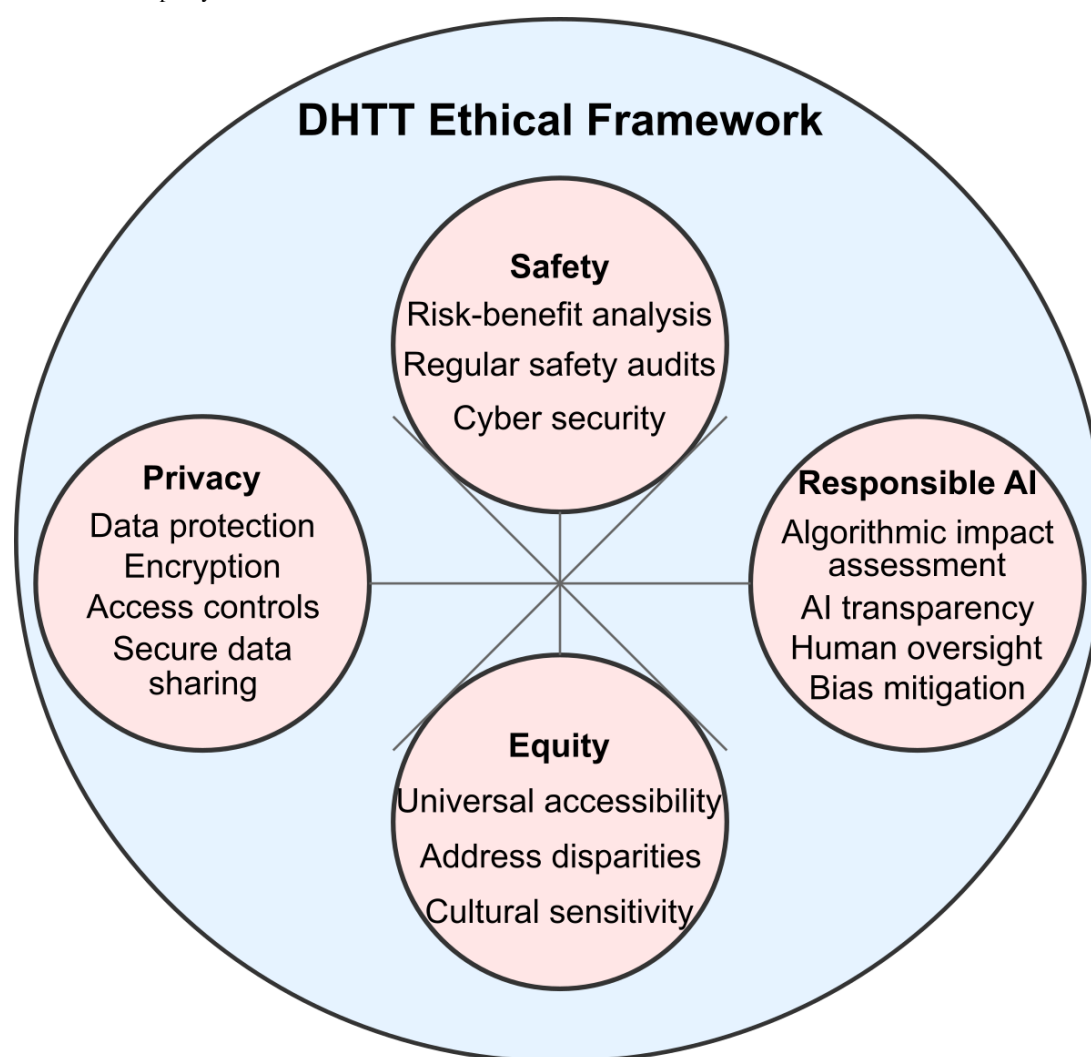 DHTT Ethical Framework
Safety
Risk-benefit analysis
Regular safety audits
Cyber security
Privacy
Data protection
Encryption
Access controls
Secure data
sharing
Responsible AI
Algorithmic impact
assessment
AI transparency
Human oversight
Bias mitigation
Equity
Universal accessibility
Address disparities
Cultural sensitivity